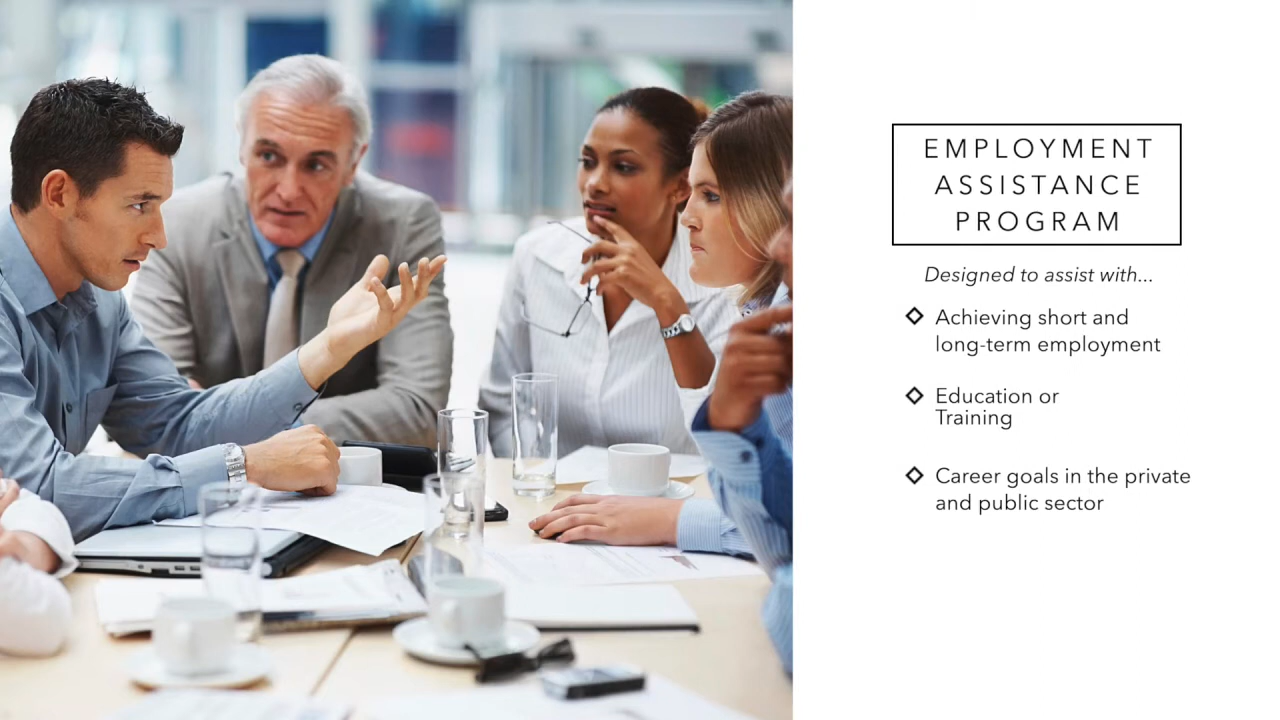 EMPLOYMENT
ASSISTANCE
PROGRAM
Designed to assist with...
Achieving short and
long-term employment
Education or
Training
Career goals in the private
and public sector